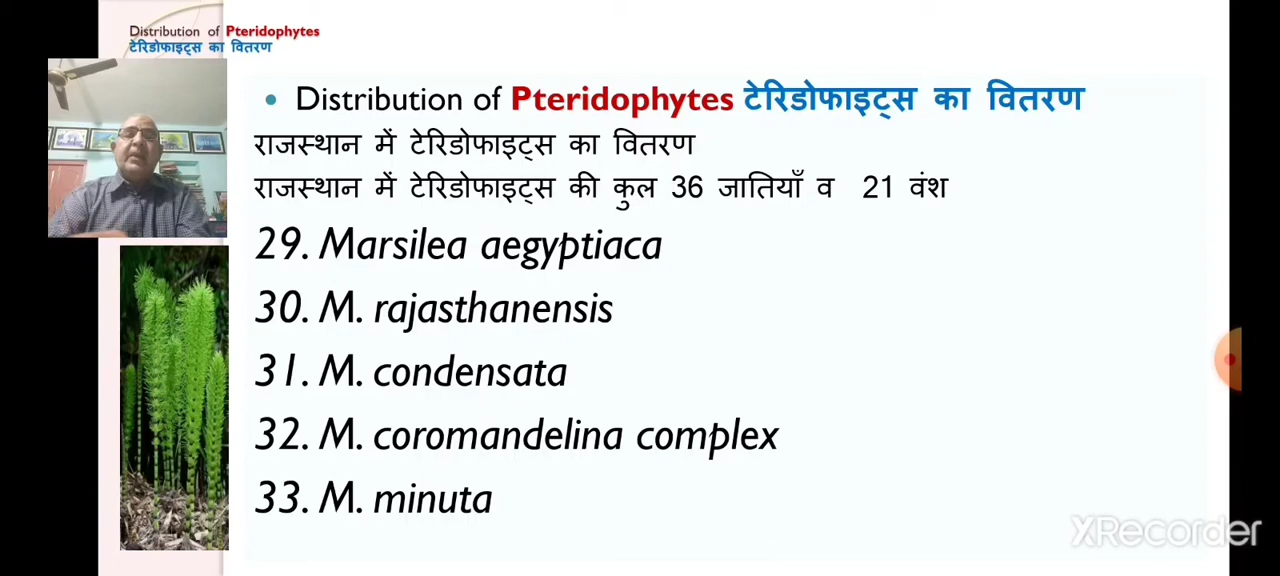 Distribution of Pteridophytes
टेरिडोफाइट्स का वितरण
• Distribution of Pteridophytes टेरिडोफाइट्स का वितरण
राजस्थान में टेरिडोफाइट्स का वितरण
राजस्थान में टेरिडोफाइट्स की कुल 36 जातियाँ व 21 वंश
29. Marsilea aegyptiaca
30. M. rajasthanensis
31. M. condensata
32. M. coromandelina complex
33. M. minuta
XRecorder